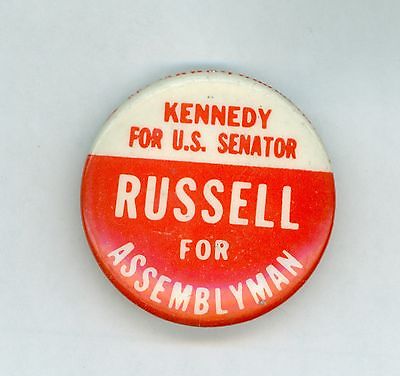 KENNEDY
FOR U.S. SENATOR
RUSSELL
FOR
ASSEMBLYMAN